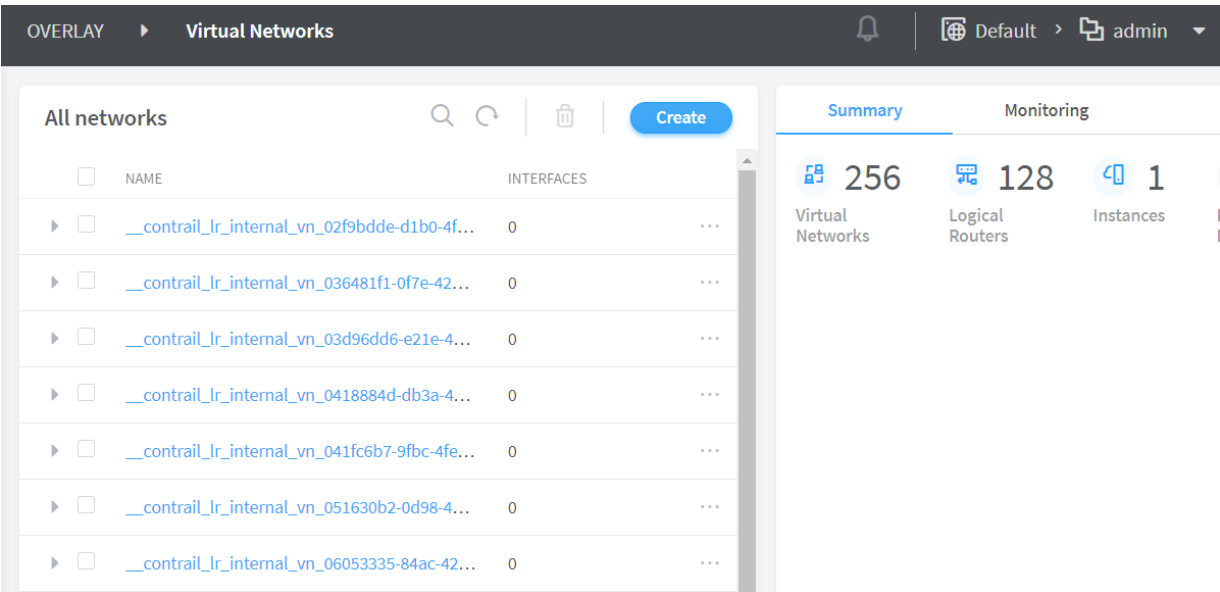 OVERLAY Virtual Networks Default > admin
All networks Create
NAME INTERFACES
__contrail_lr_internal_vn_02f9bdde-d1b0-4f... 0 ...
__contrail_lr_internal_vn_036481f1-0f7e-42... 0 ...
__contrail_lr_internal_vn_03d96dd6-e21e-4... 0 ...
__contrail_lr_internal_vn_0418884d-db3a-4... 0 ...
__contrail_lr_internal_vn_041fc6b7-9fbc-4fe... 0 ...
__contrail_lr_internal_vn_051630b2-0d98-4... 0 ...
__contrail_lr_internal_vn_06053335-84ac-42... 0 ...
Summary Monitoring
256 128 1
Virtual Logical Instances
Networks Routers